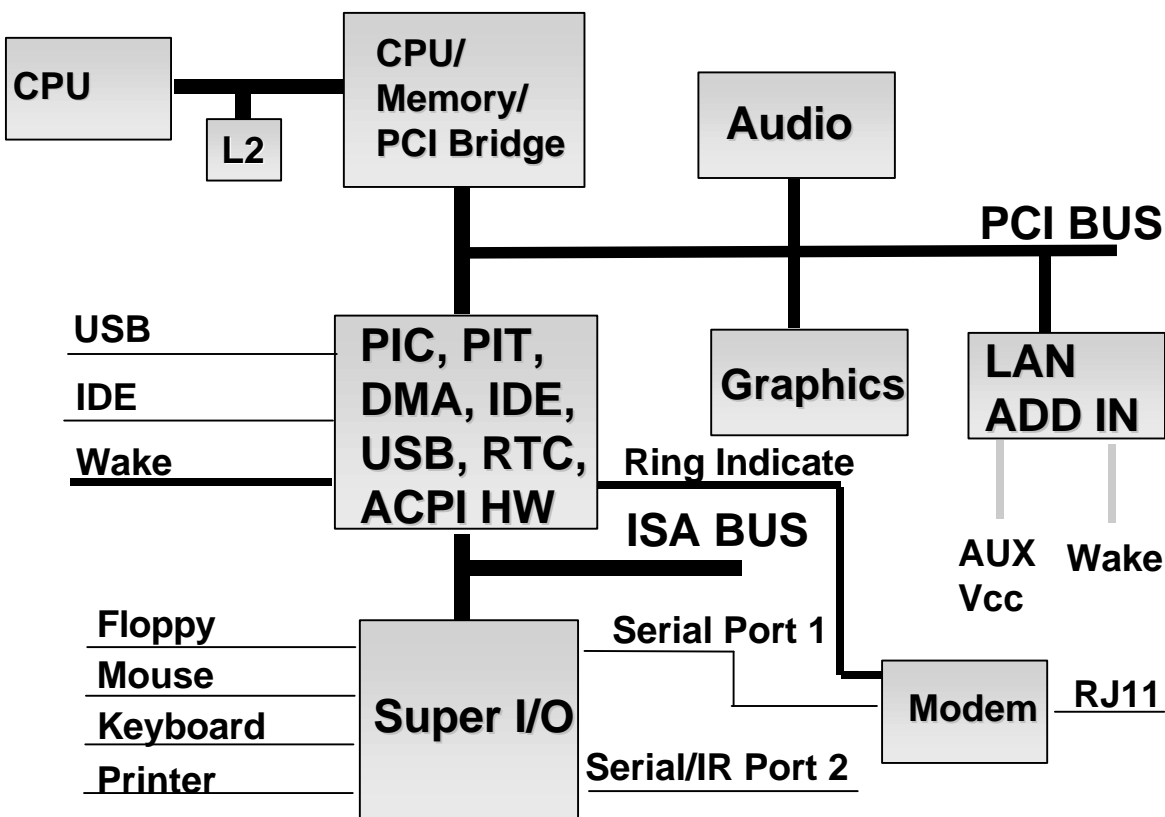 CPU
L2
CPU/
Memory/
PCI Bridge
Audio
PCI BUS
USB
IDE
Wake
PIC, PIT,
DMA, IDE,
USB, RTC,
ACPI HW
Graphics
LAN
ADD IN
Ring Indicate
ISA BUS
AUX
Vcc
Wake
Floppy
Mouse
Keyboard
Printer
Super I/O
Serial Port 1
Serial/IR Port 2
Modem
RJ11